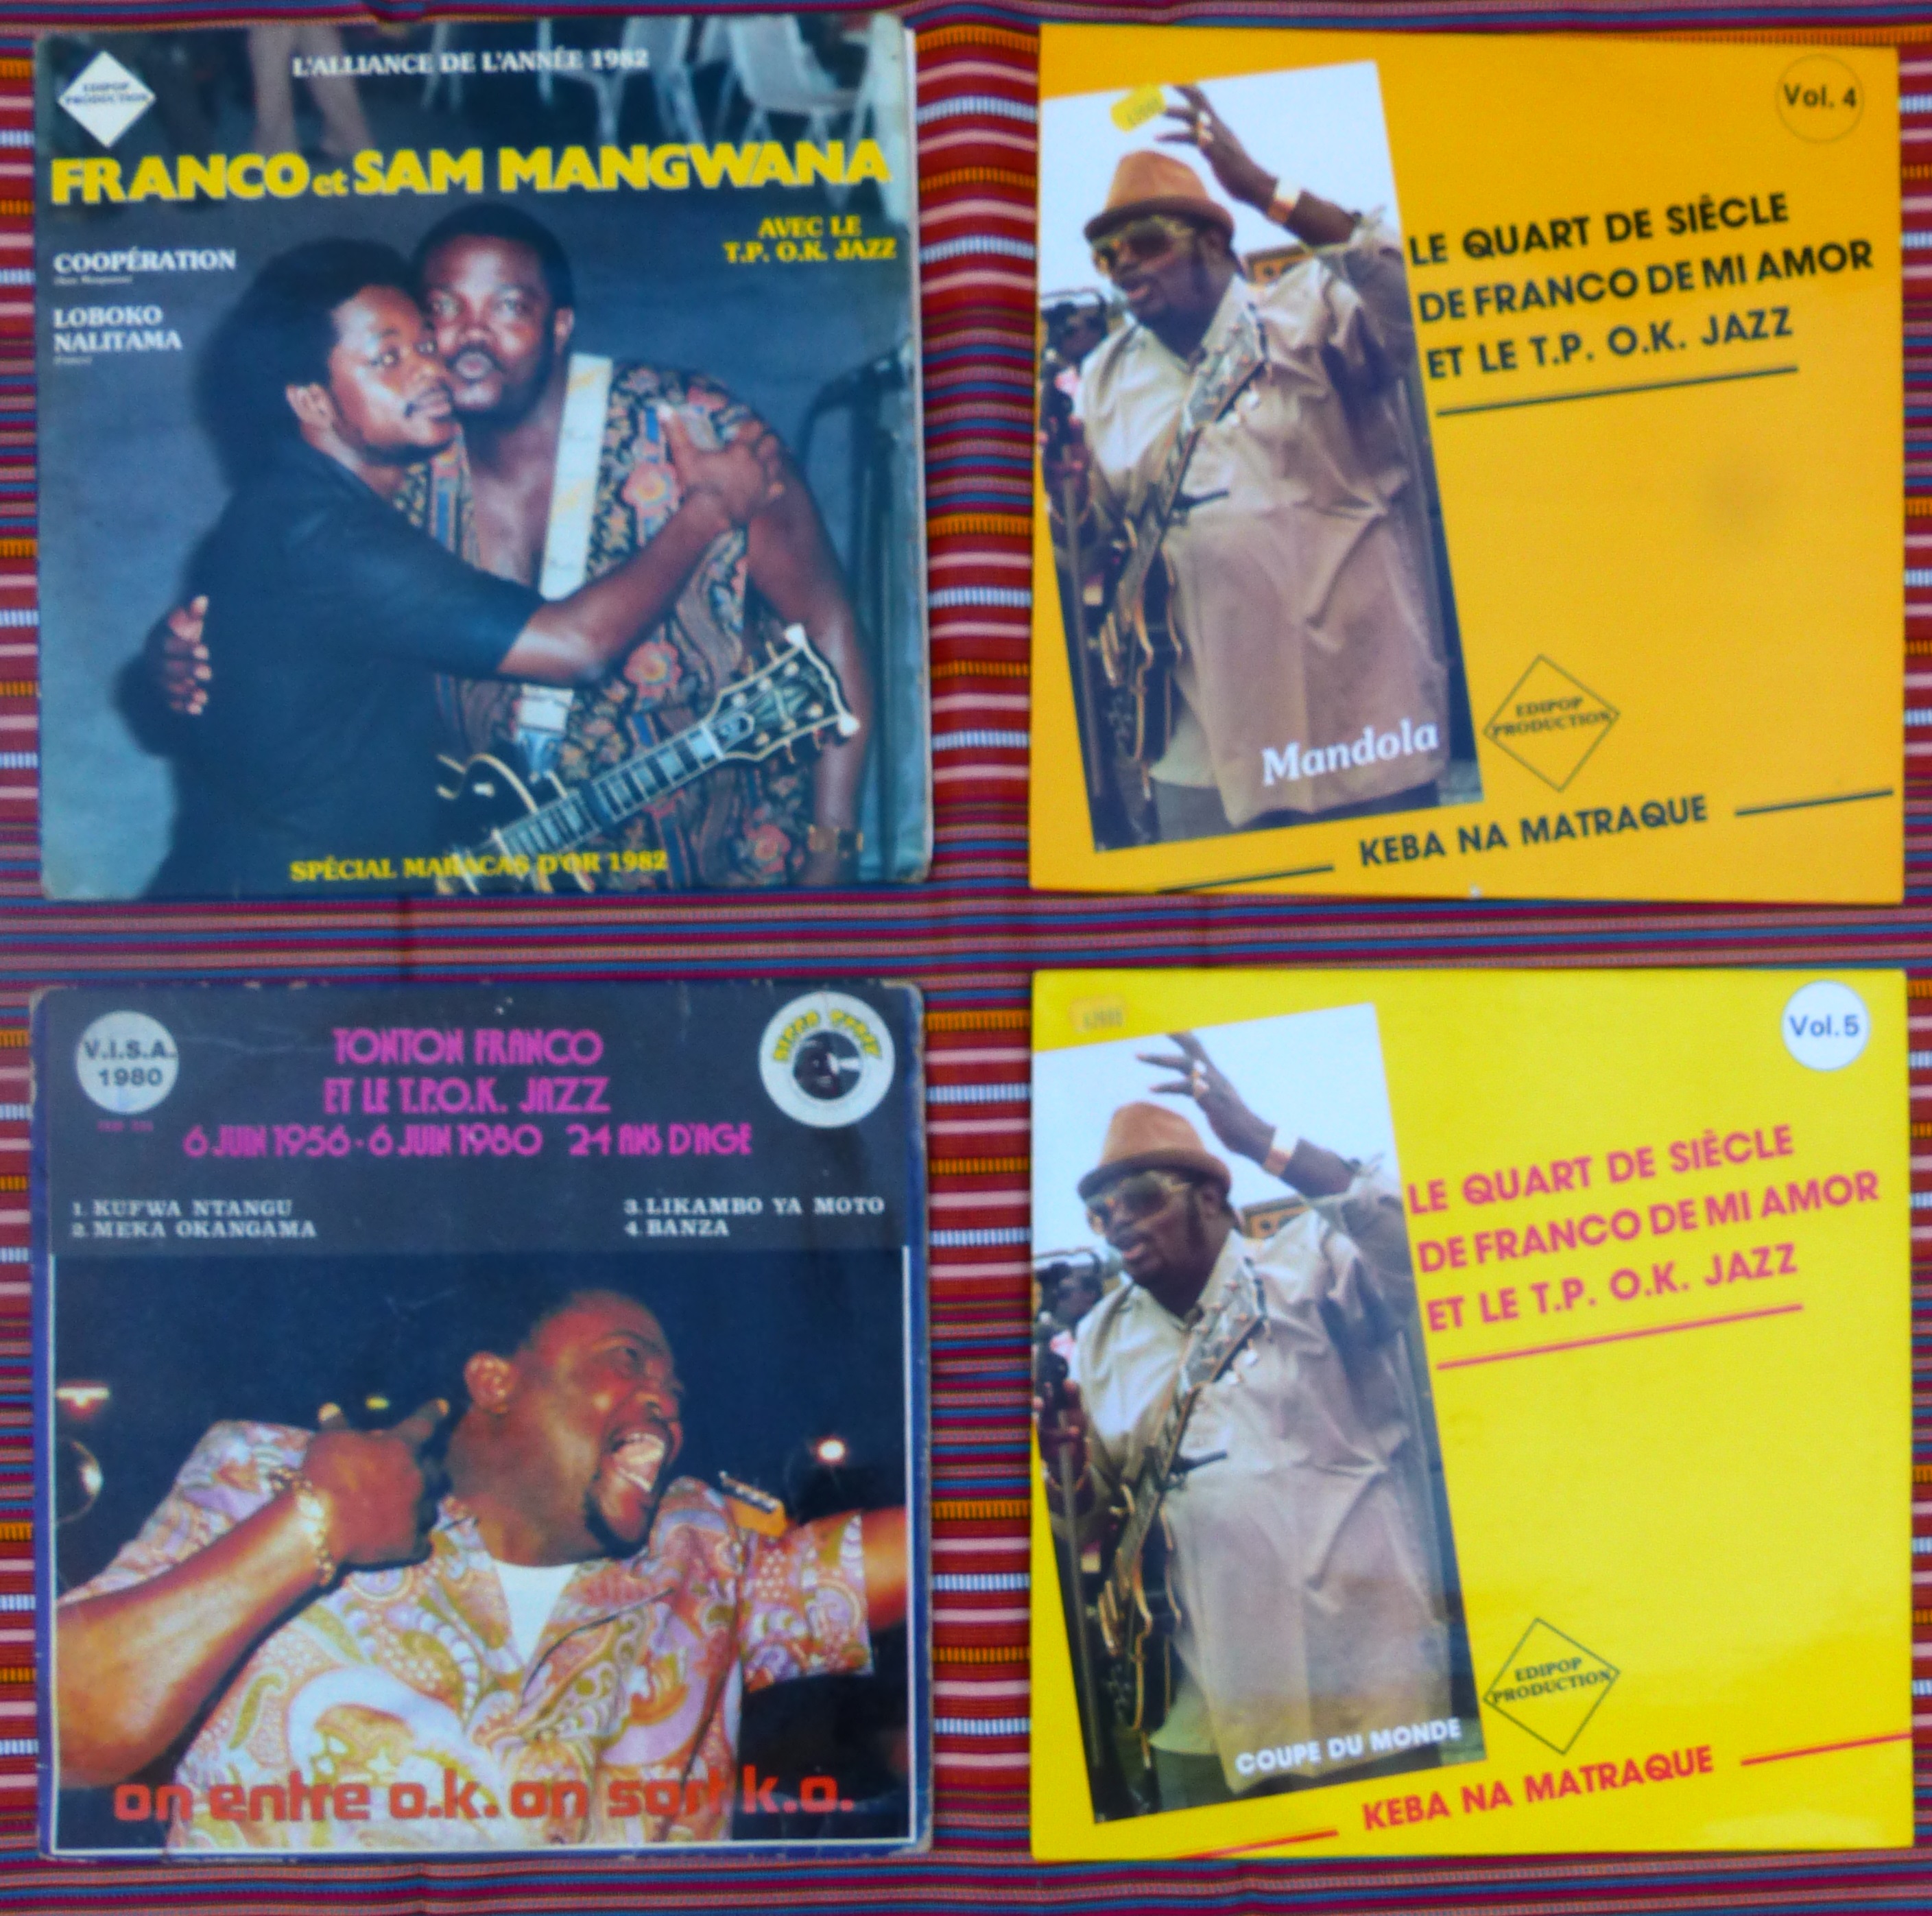 EDIPOP
PRODUCTION
L'ALLIANCE DE L'ANNÉE 1982
FRANCO et SAM MANGWANA
AVEC LE
T.P. O.K. JAZZ
COOPÉRATION
LOBOKO
NALITAMA
SPÉCIAL MARACAS D'OR 1982
Vol. 4
LE QUART DE SIÈCLE
DE FRANCO DE MI AMOR
ET LE T.P. O.K. JAZZ
Mandola
EDIPOP
PRODUCTION
KEBA NA MATRAQUE
V.I.S.A.
1980
TONTON FRANCO
ET LE T.P.O.K. JAZZ
6 JUIN 1956 · 6 JUIN 1980 24 ANS D'AGE
1. KUFWA NTANGU
2. MEKA OKANGAMA
3. LIKAMBO YA MOTO
4. BANZA
on entre o.k. on sort k.o.
Vol. 5
LE QUART DE SIÈCLE
DE FRANCO DE MI AMOR
ET LE T.P. O.K. JAZZ
COUPE DU MONDE
EDIPOP
PRODUCTION
KEBA NA MATRAQUE